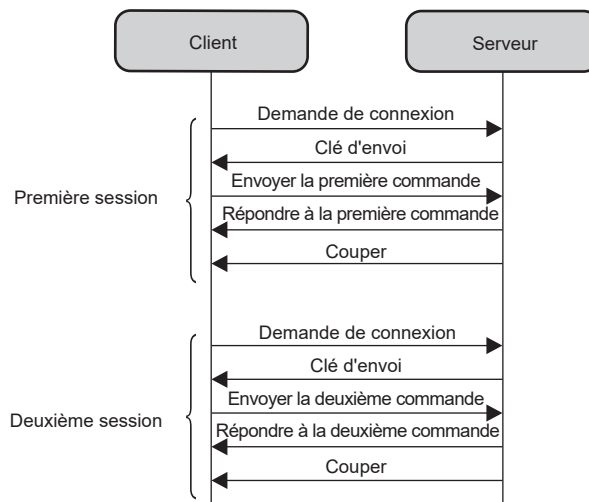 Client
Serveur
Demande de connexion
Clé d'envoi
Envoyer la première commande
Première session
Répondre à la première commande
Couper
Demande de connexion
Clé d'envoi
Envoyer la deuxième commande
Deuxième session
Répondre à la deuxième commande
Couper